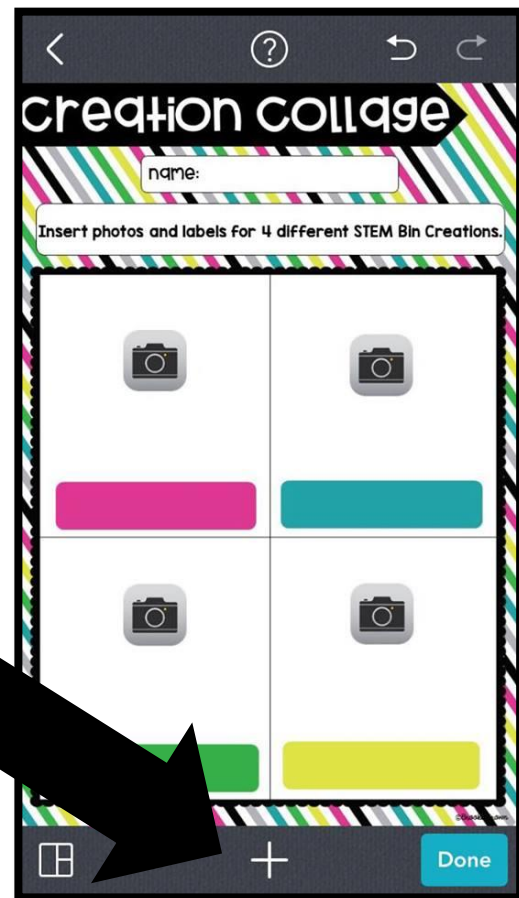 ?
creation collage
name:
Insert photos and labels for 4 different STEM Bin Creations.
Done